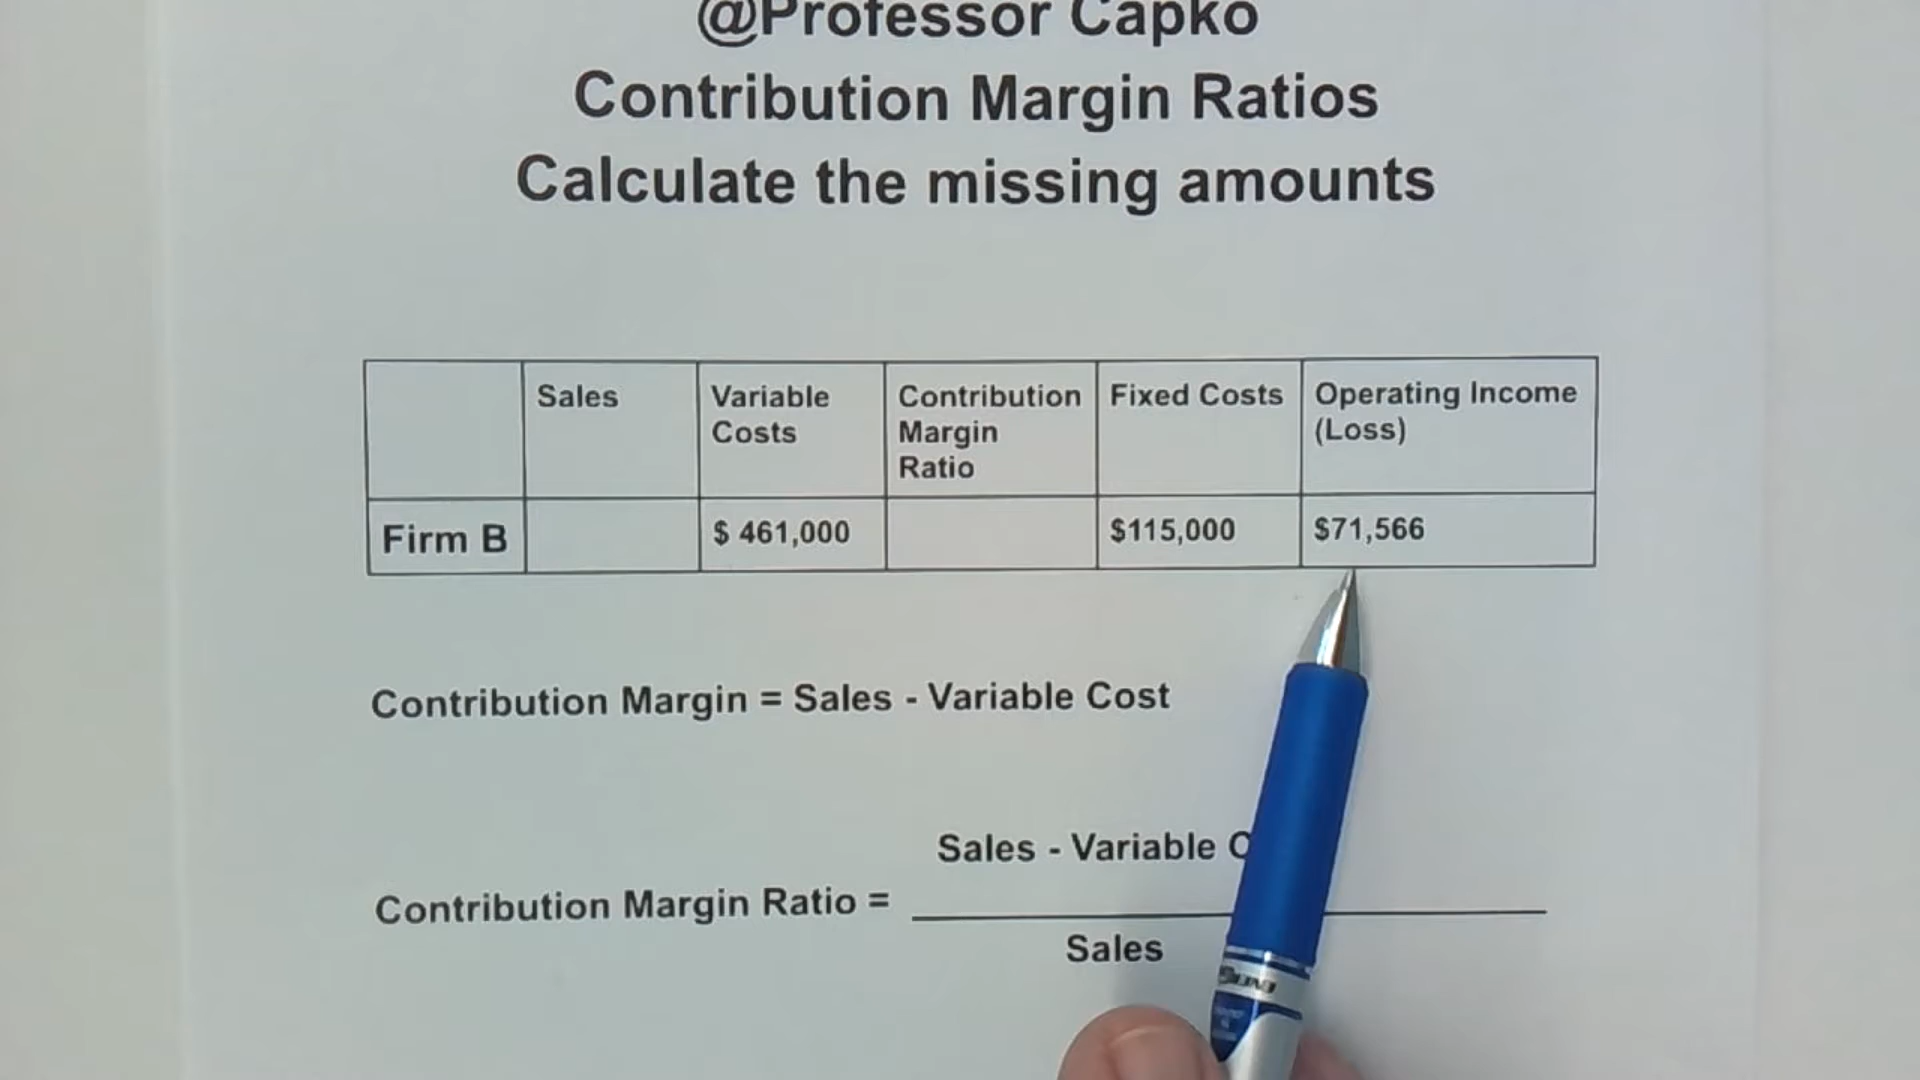 @Professor Capko
Contribution Margin Ratios
Calculate the missing amounts
Sales
Variable Costs
Contribution Margin Ratio
Fixed Costs
Operating Income (Loss)
Firm B
$ 461,000
$115,000
$71,566
Contribution Margin = Sales - Variable Cost
Sales - Variable
Contribution Margin Ratio =
Sales